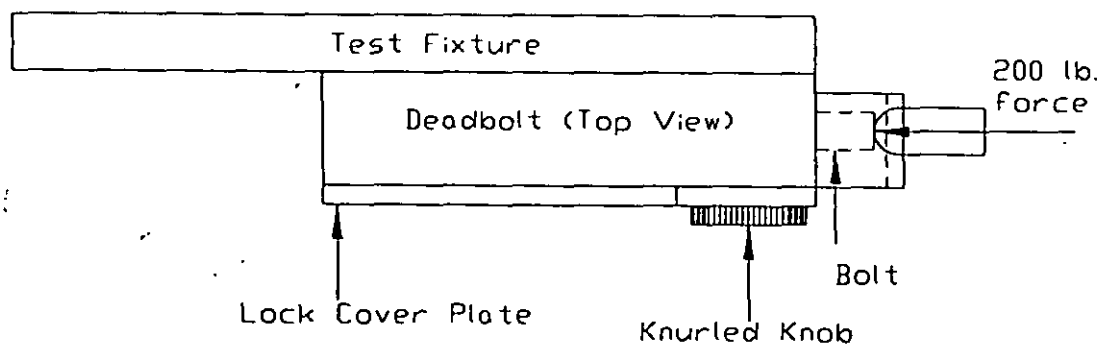 Test Fixture
200 lb.
force
Deadbolt (Top View)
Bolt
Lock Cover Plate
Knurled Knob